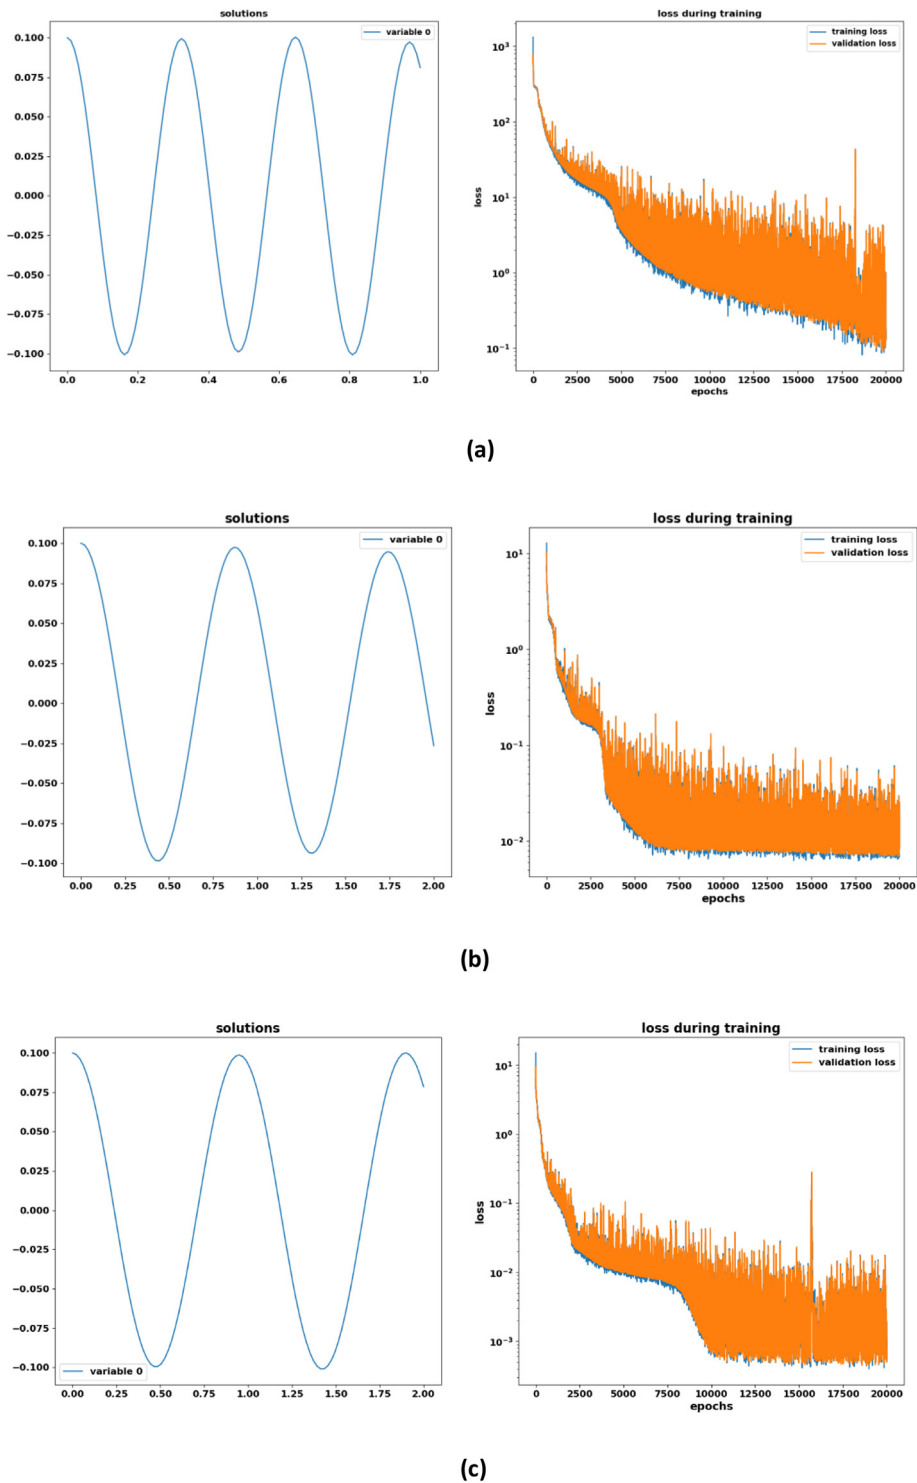 solutions
variable 0
0.100
0.075
0.050
0.025
0.000
−0.025
−0.050
−0.075
−0.100
0.0 0.2 0.4 0.6 0.8 1.0
loss during training
training loss
validation loss
10³
10²
10¹
10⁰
10⁻¹
loss
0 2500 5000 7500 10000 12500 15000 17500 20000
epochs
(a)
solutions
variable 0
0.100
0.075
0.050
0.025
0.000
−0.025
−0.050
−0.075
−0.100
0.00 0.25 0.50 0.75 1.00 1.25 1.50 1.75 2.00
loss during training
training loss
validation loss
10¹
10⁰
10⁻¹
10⁻²
loss
0 2500 5000 7500 10000 12500 15000 17500 20000
epochs
(b)
solutions
0.100
0.075
0.050
0.025
0.000
−0.025
−0.050
−0.075
−0.100
variable 0
0.00 0.25 0.50 0.75 1.00 1.25 1.50 1.75 2.00
loss during training
training loss
validation loss
10¹
10⁰
10⁻¹
10⁻²
10⁻³
loss
0 2500 5000 7500 10000 12500 15000 17500 20000
epochs
(c)